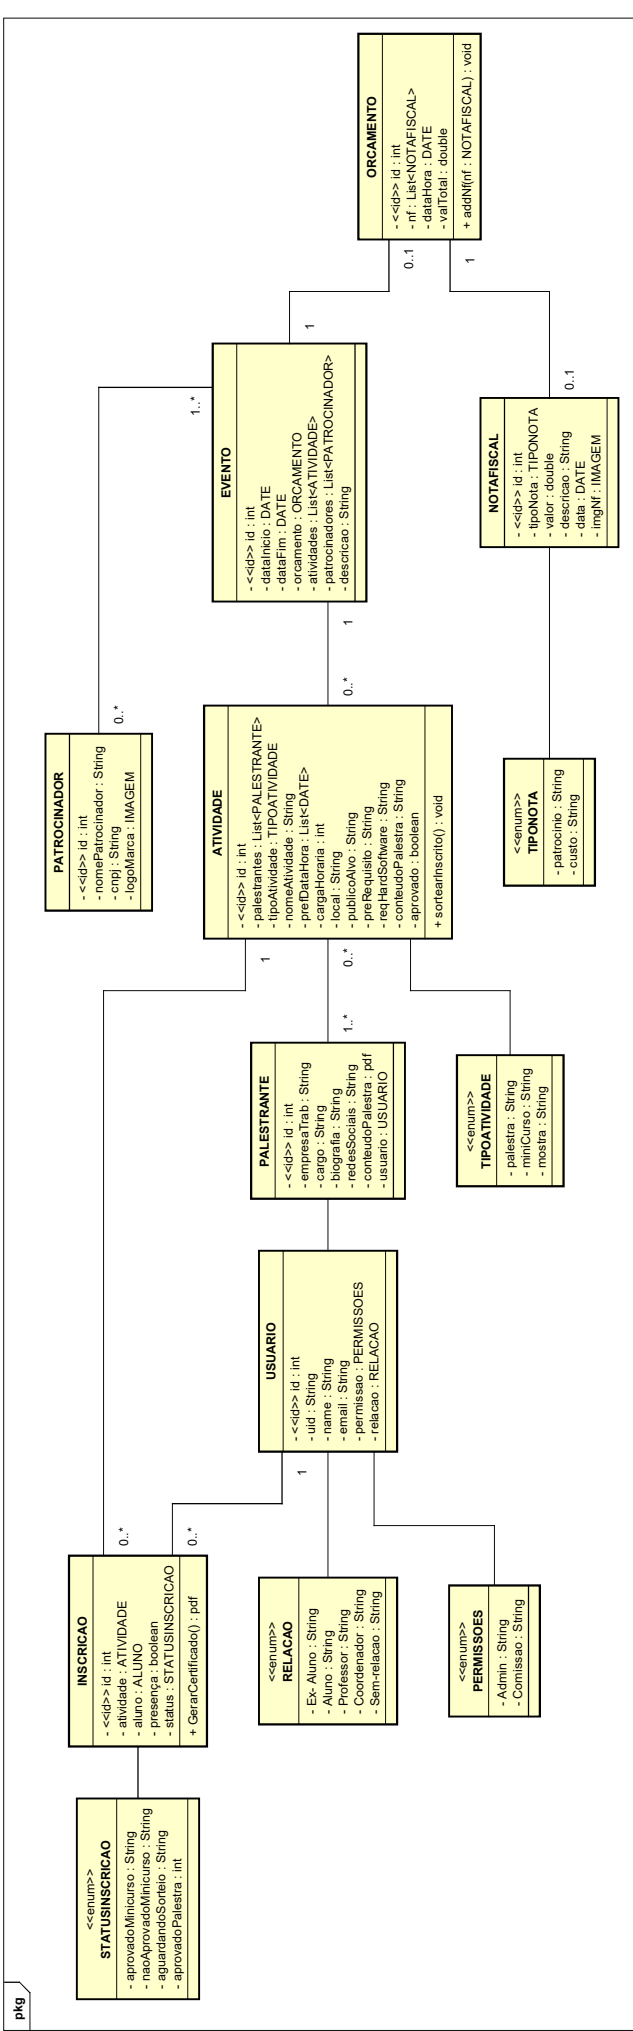 pkg
<<enum>>
STATUSINSCRICAO
- aprovadoMinicurso : String
- naoAprovadoMinicurso : String
- aguardandoSorteio : String
- aprovadoPalestra : int
INSCRICAO
- <<id>> id : int
- atividade : ATIVIDADE
- aluno : ALUNO
- presença : boolean
- status : STATUSINSCRICAO
+ GerarCertificado() : pdf
0..*
0..*
<<enum>>
RELACAO
- Ex- Aluno : String
- Aluno : String
- Professor : String
- Coordenador : String
- Sem-relacao : String
<<enum>>
PERMISSOES
- Admin : String
- Comissao : String
USUARIO
- <<id>> id : int
- uid : String
- name : String
- email : String
- permissao : PERMISSOES
- relacao : RELACAO
1
PALESTRANTE
- <<id>> id : int
- empresaTrab : String
- cargo : String
- biografia : String
- redesSociais : String
- conteudoPalestra : pdf
- usuario : USUARIO
1..*
<<enum>>
TIPOATIVIDADE
- palestra : String
- miniCurso : String
- mostra : String
PATROCINADOR
- <<id>> id : int
- nomePatrocinador : String
- cnpj : String
- logoMarca : IMAGEM
0..*
ATIVIDADE
- <<id>> id : int
- palestrantes : List<PALESTRANTE>
- tipoAtividade : TIPOATIVIDADE
- nomeAtividade : String
- prefDataHora : List<DATE>
- cargaHoraria : int
- local : String
- publicoAlvo : String
- preRequisito : String
- reqHardSoftware : String
- conteudoPalestra : String
- aprovado : boolean
+ sortearInscrito() : void
1
0..*
0..*
<<enum>>
TIPONOTA
- patrocinio : String
- custo : String
EVENTO
- <<id>> id : int
- dataInicio : DATE
- dataFim : DATE
- orcamento : ORCAMENTO
- atividades : List<ATIVIDADE>
- patrocinadores : List<PATROCINADOR>
- descricao : String
1..*
1
1
NOTAFISCAL
- <<id>> id : int
- tipoNota : TIPONOTA
- valor : double
- descricao : String
- data : DATE
- imgNf : IMAGEM
0..1
ORCAMENTO
- <<id>> id : int
- nf : List<NOTAFISCAL>
- dataHora : DATE
- valTotal : double
+ addNf(nf : NOTAFISCAL) : void
0..1
1